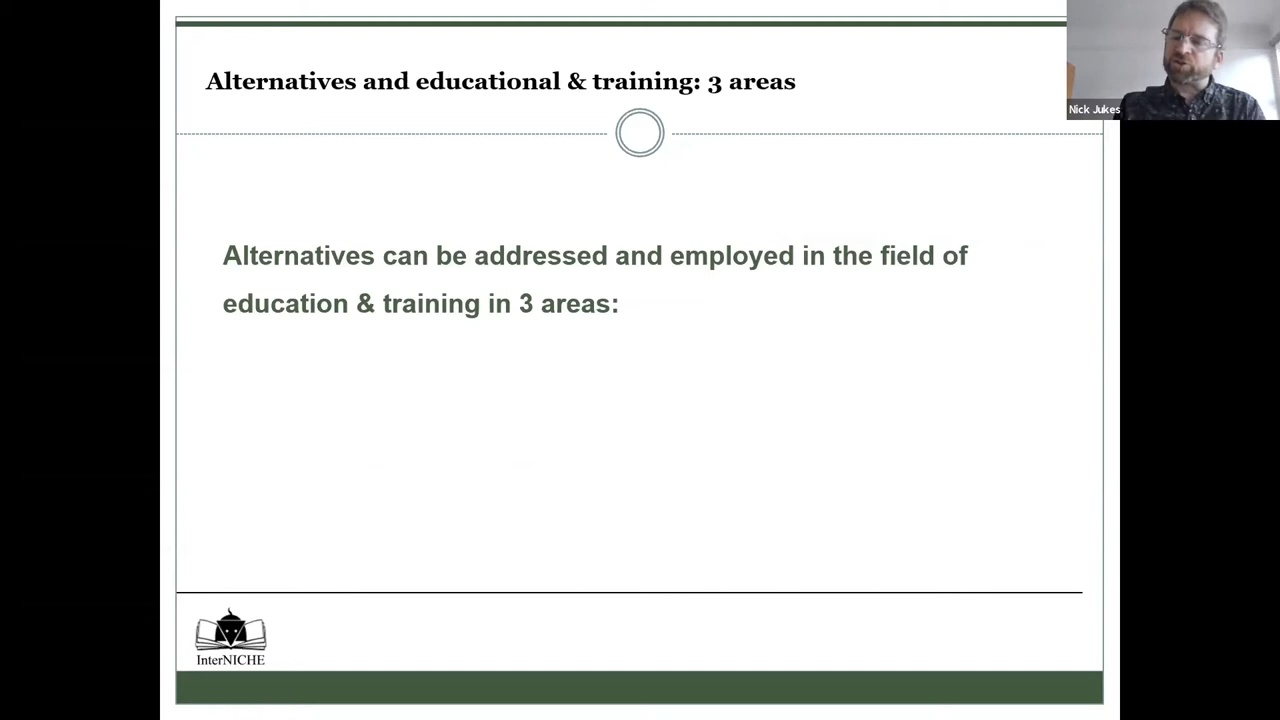 Alternatives and educational & training: 3 areas
Nick Jukes
Alternatives can be addressed and employed in the field of
education & training in 3 areas:
InterNICHE